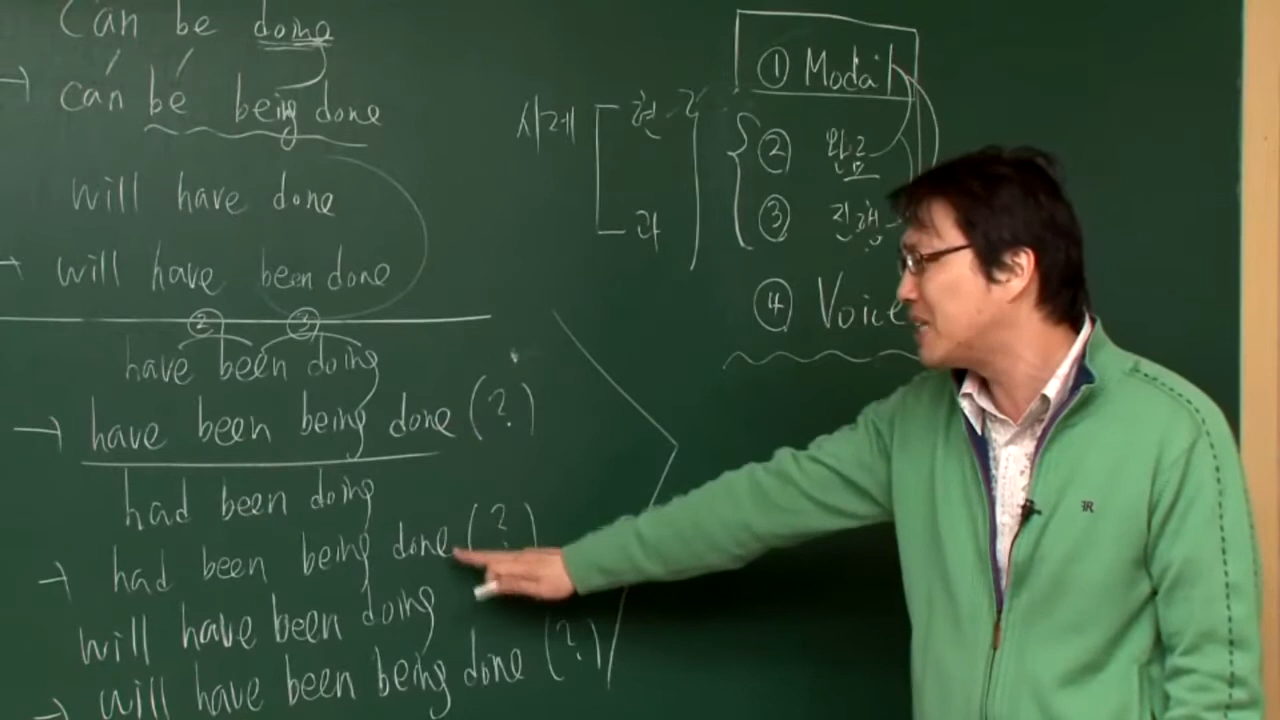 can be doing
→ can be being done
will have done
→ will have been done
② ③
have been doing
→ have been being done (?)
had been doing
→ had been being done (?)
will have been doing
→ will have been being done (?)
시제
현
과
① Modal
② 완료
③ 진행
④ Voice
R